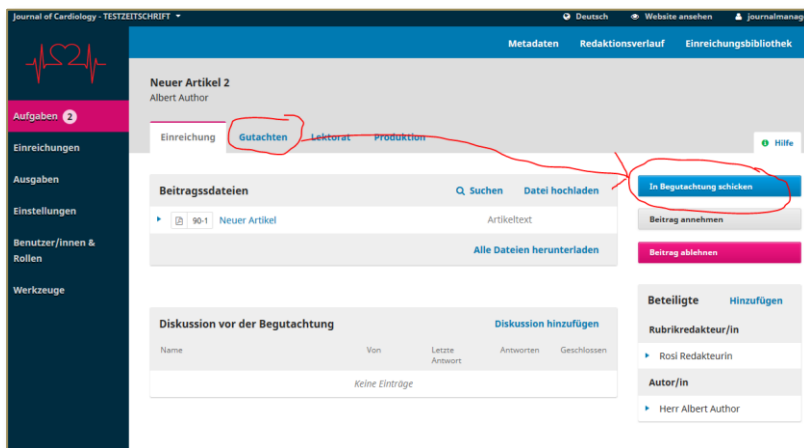 Journal of Cardiology - TESTZEITSCHRIFT
Deutsch
Website ansehen
journalmanag
Metadaten
Redaktionsverlauf
Einreichungsbibliothek
Neuer Artikel 2
Albert Author
Aufgaben 2
Einreichungen
Ausgaben
Einstellungen
Benutzer/innen &
Rollen
Werkzeuge
Einreichung
Gutachten
Lektorat
Produktion
Hilfe
Beitragsdateien
Suchen
Datei hochladen
90-1 Neuer Artikel
Artikeltext
Alle Dateien herunterladen
Diskussion vor der Begutachtung
Diskussion hinzufügen
Name
Von
Letzte
Antwort
Antworten
Geschlossen
Keine Einträge
In Begutachtung schicken
Beitrag annehmen
Beitrag ablehnen
Beteiligte
Hinzufügen
Rubrikredakteur/in
Rosi Redakteurin
Autor/in
Herr Albert Author